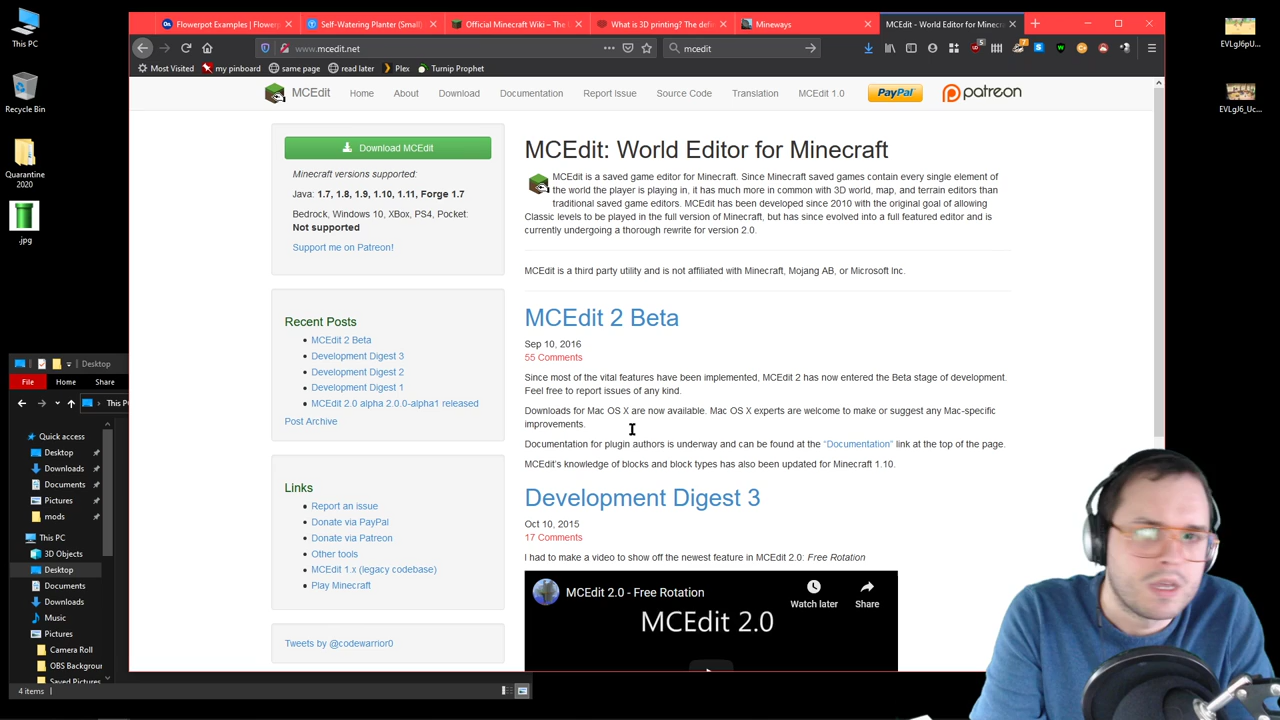 This PC
Recycle Bin
Quarantine
2020
.jpg
EVLgJ6pU...
EVLgJ6_Uc...
Flowerpot Examples | Flower
Self-Watering Planter (Small)
Official Minecraft Wiki – The U
What is 3D printing? The defi
Mineways
MCEdit - World Editor for Minecr
www.mcedit.net
mcedit
Most Visited
my pinboard
same page
read later
Plex
Turnip Prophet
MCEdit
Home
About
Download
Documentation
Report Issue
Source Code
Translation
MCEdit 1.0
PayPal
patreon
Download MCEdit
Minecraft versions supported:
Java: 1.7, 1.8, 1.9, 1.10, 1.11, Forge 1.7
Bedrock, Windows 10, XBox, PS4, Pocket:
Not supported
Support me on Patreon!
Recent Posts
MCEdit 2 Beta
Development Digest 3
Development Digest 2
Development Digest 1
MCEdit 2.0 alpha 2.0.0-alpha1 released
Post Archive
Links
Report an issue
Donate via PayPal
Donate via Patreon
Other tools
MCEdit 1.x (legacy codebase)
Play Minecraft
Tweets by @codewarrior0
MCEdit: World Editor for Minecraft
MCEdit is a saved game editor for Minecraft. Since Minecraft saved games contain every single element of
the world the player is playing in, it has much more in common with 3D world, map, and terrain editors than
traditional saved game editors. MCEdit has been developed since 2010 with the original goal of allowing
Classic levels to be played in the full version of Minecraft, but has since evolved into a full featured editor and is
currently undergoing a thorough rewrite for version 2.0.
MCEdit is a third party utility and is not affiliated with Minecraft, Mojang AB, or Microsoft Inc.
MCEdit 2 Beta
Sep 10, 2016
55 Comments
Since most of the vital features have been implemented, MCEdit 2 has now entered the Beta stage of development.
Feel free to report issues of any kind.
Downloads for Mac OS X are now available. Mac OS X experts are welcome to make or suggest any Mac-specific
improvements.
Documentation for plugin authors is underway and can be found at the “Documentation” link at the top of the page.
MCEdit's knowledge of blocks and block types has also been updated for Minecraft 1.10.
Development Digest 3
Oct 10, 2015
17 Comments
I had to make a video to show off the newest feature in MCEdit 2.0: Free Rotation
MCEdit 2.0 - Free Rotation
Watch later
Share
MCEdit 2.0
Desktop
File
Home
Share
This P
Quick access
Desktop
Downloads
Documents
Pictures
mods
This PC
3D Objects
Desktop
Documents
Downloads
Music
Pictures
Camera Roll
OBS Backgrour
Saved Pictures
4 items